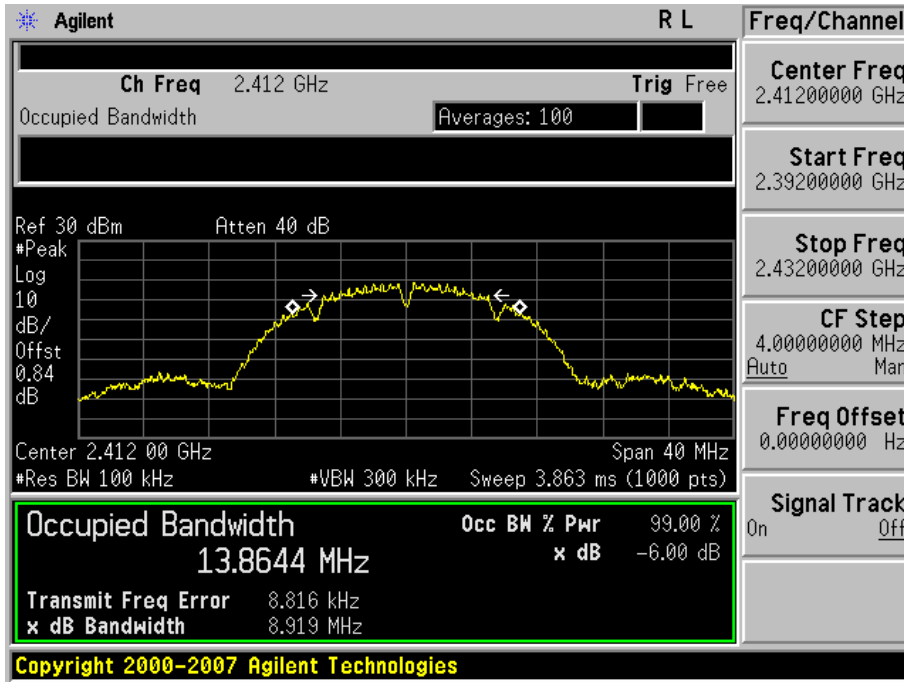 Agilent R L
Ch Freq 2.412 GHz Trig Free
Occupied Bandwidth Averages: 100
Ref 30 dBm Atten 40 dB
#Peak
Log
10
dB/
Offst
0.84
dB
Center 2.412 00 GHz Span 40 MHz
#Res BW 100 kHz #VBW 300 kHz Sweep 3.863 ms (1000 pts)
Occupied Bandwidth Occ BW % Pwr 99.00 %
13.8644 MHz x dB -6.00 dB
Transmit Freq Error 8.816 kHz
x dB Bandwidth 8.919 MHz
Copyright 2000-2007 Agilent Technologies
Freq/Channel
Center Freq
2.41200000 GHz
Start Freq
2.39200000 GHz
Stop Freq
2.43200000 GHz
CF Step
4.00000000 MHz
Auto Man
Freq Offset
0.00000000 Hz
Signal Track
On Off